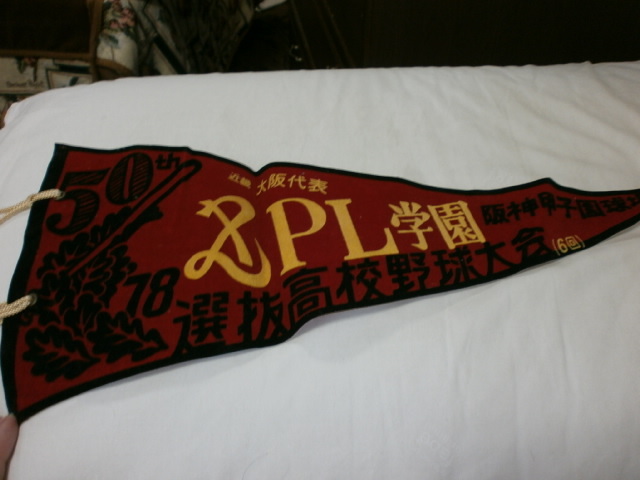 50th
近畿 大阪代表
PL学園
阪神甲子園球場
'78
選抜高校野球大会(6回)